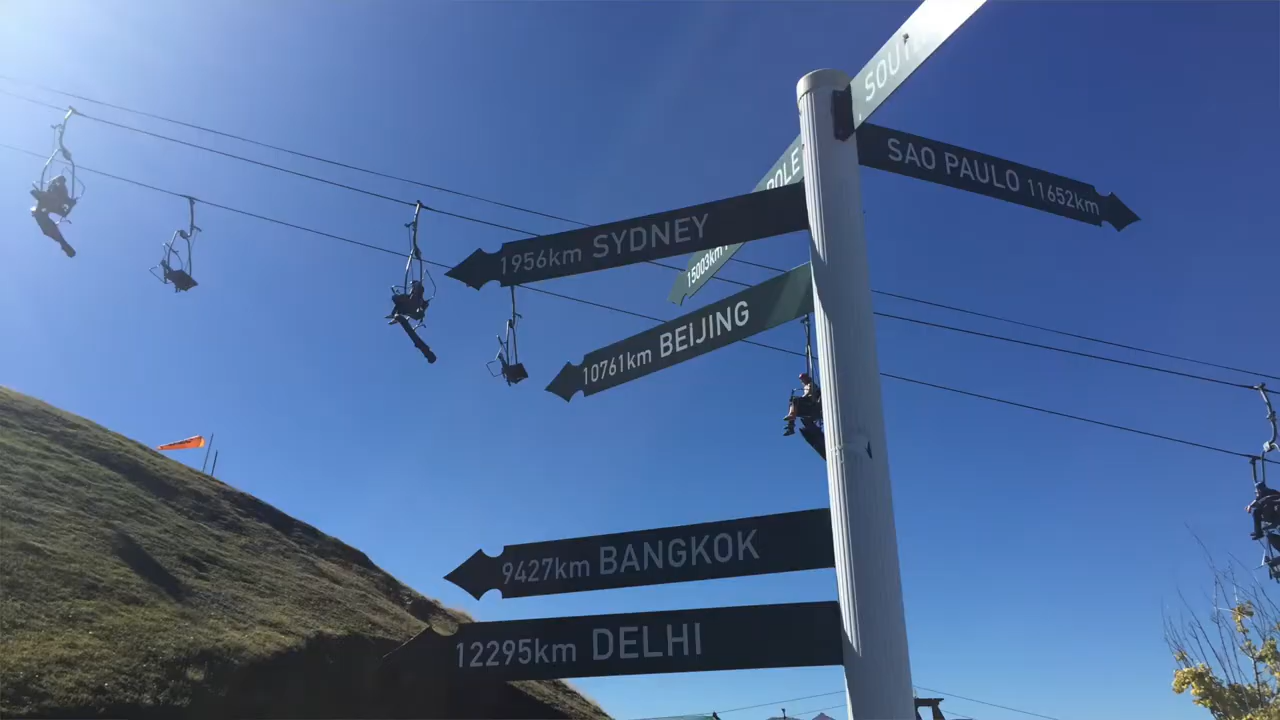 SOUTH
SAO PAULO 11652km
POLE
1956km SYDNEY
15003km
10761km BEIJING
9427km BANGKOK
12295km DELHI